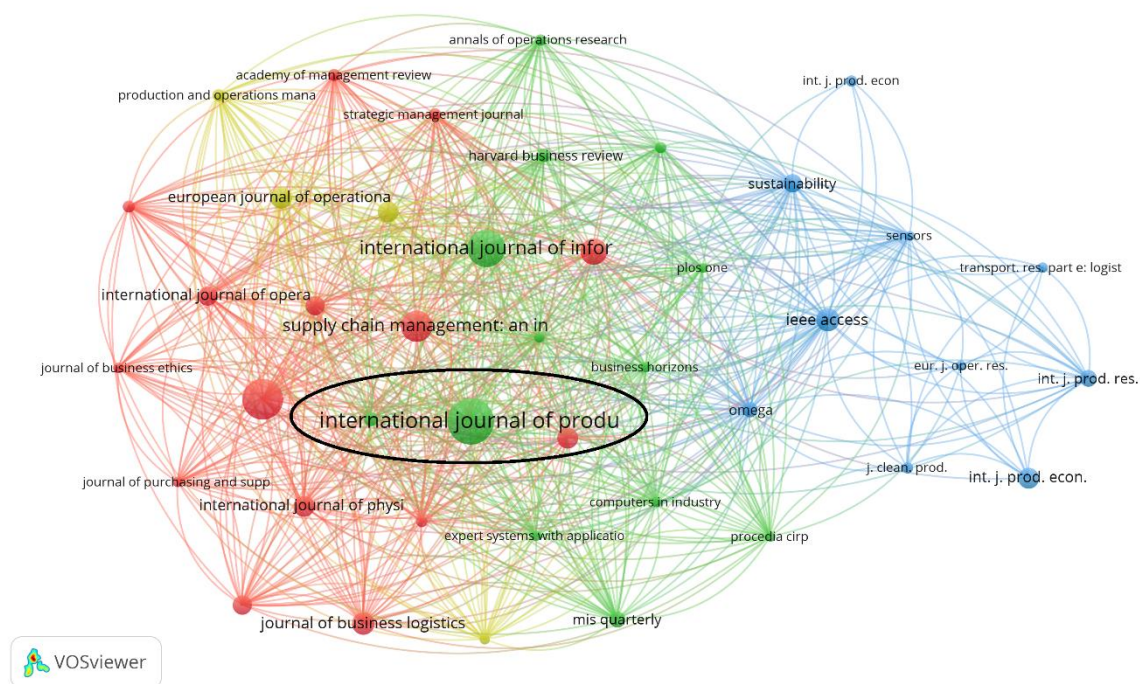 annals of operations research
academy of management review
int. j. prod. econ
production and operations mana
strategic management journal
harvard business review
sustainability
european journal of operationa
sensors
international journal of infor
plos one
transport. res. part e: logist
international journal of opera
supply chain management: an in
ieee access
journal of business ethics
business horizons
eur. j. oper. res.
int. j. prod. res.
omega
international journal of produ
j. clean. prod.
int. j. prod. econ.
journal of purchasing and supp
international journal of physi
computers in industry
expert systems with applicatio
procedia cirp
journal of business logistics
mis quarterly
VOSviewer